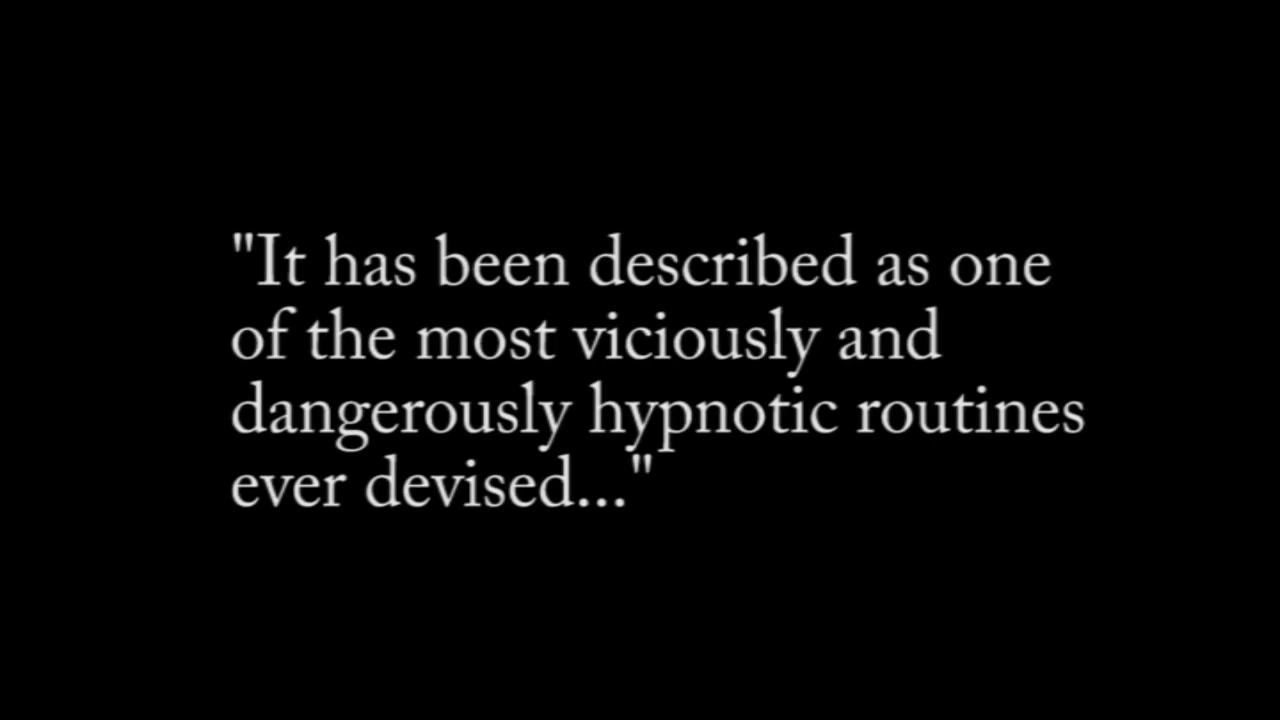 "It has been described as one
of the most viciously and
dangerously hypnotic routines
ever devised..."